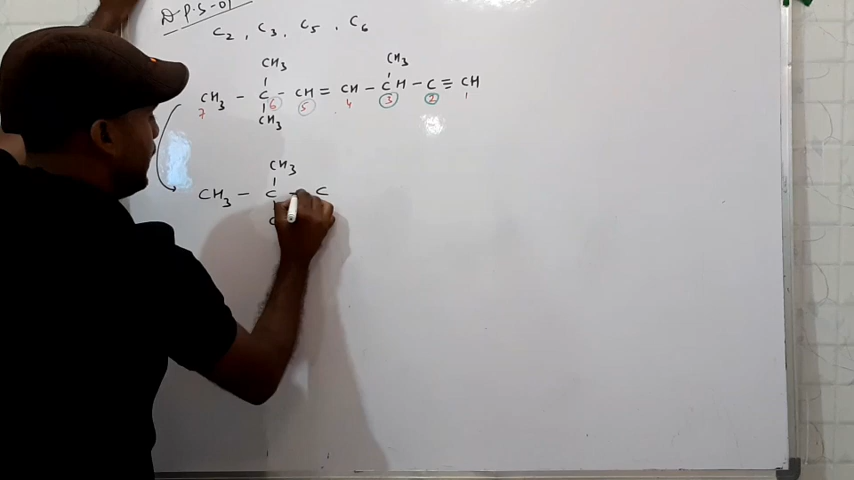 D.P.S-01
C2, C3, C5, C6
CH3 CH3
CH3 - C - CH = CH - CH - C ≡ CH
7 6 5 4 3 2 1
CH3
CH3
CH3 - C - C
C